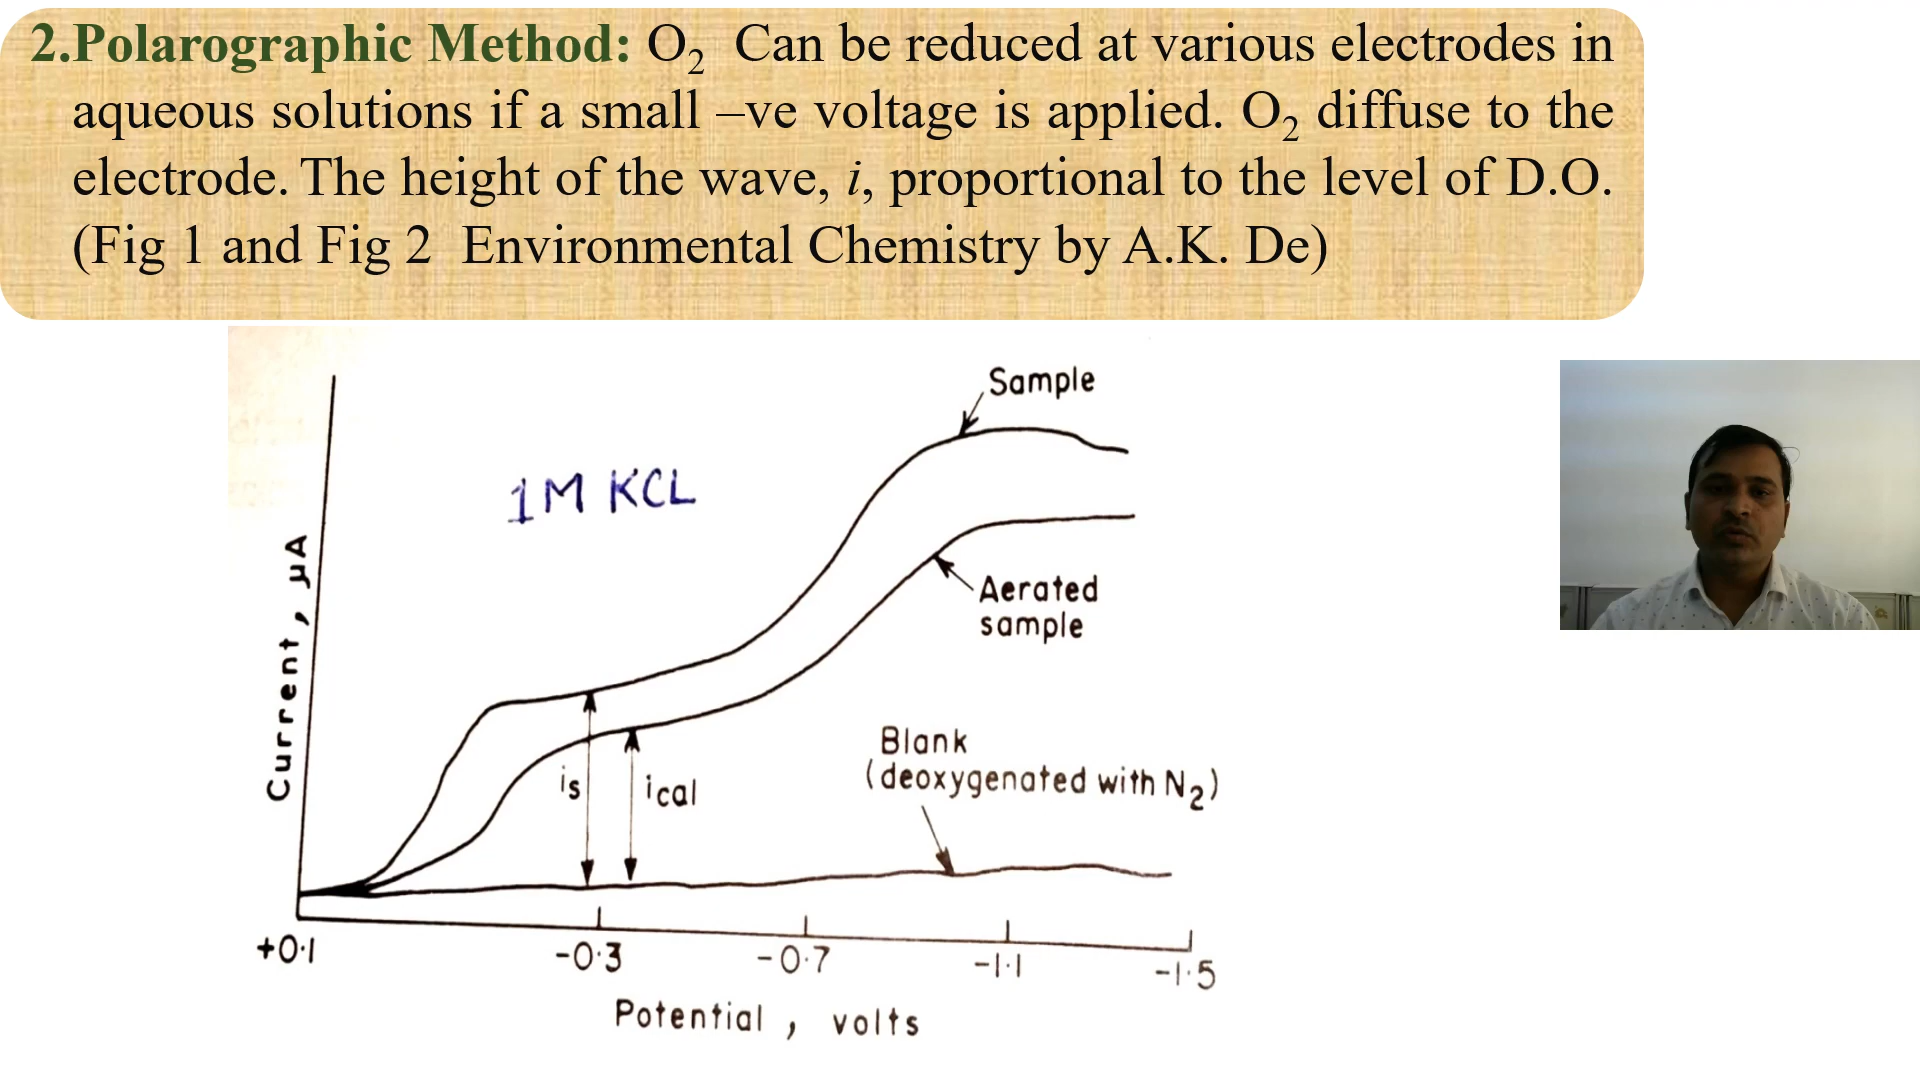 2.Polarographic Method: O2 Can be reduced at various electrodes in
aqueous solutions if a small –ve voltage is applied. O2 diffuse to the
electrode. The height of the wave, i, proportional to the level of D.O.
(Fig 1 and Fig 2 Environmental Chemistry by A.K. De)
Sample
1M KCL
Current, µA
Aerated
sample
Blank
(deoxygenated with N2)
is
ical
+0·1
-0·3
-0·7
-1·1
-1·5
Potential, volts